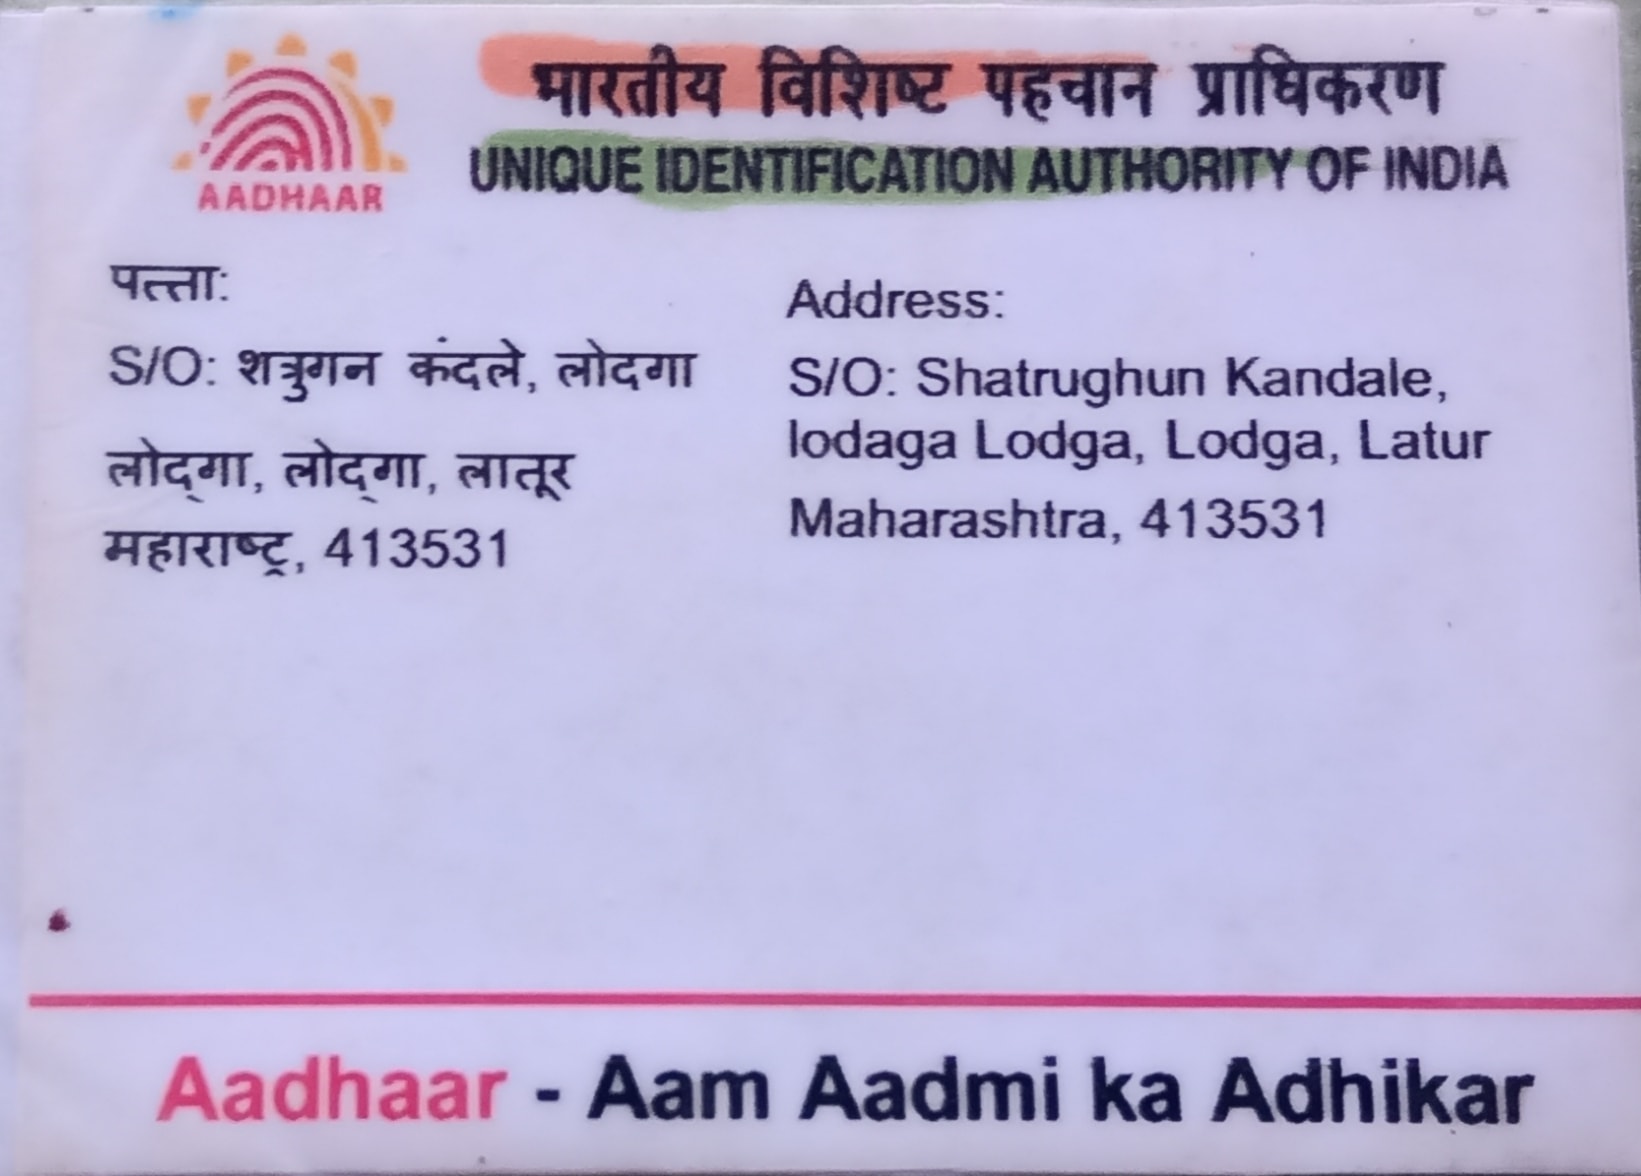 भारतीय विशिष्ट पहचान प्राधिकरण
UNIQUE IDENTIFICATION AUTHORITY OF INDIA
AADHAAR
पत्ता:
S/O: शत्रुगन कंदले, लोदगा
लोद्गा, लोद्गा, लातूर
महाराष्ट्र, 413531
Address:
S/O: Shatrughun Kandale,
lodaga Lodga, Lodga, Latur
Maharashtra, 413531
Aadhaar - Aam Aadmi ka Adhikar